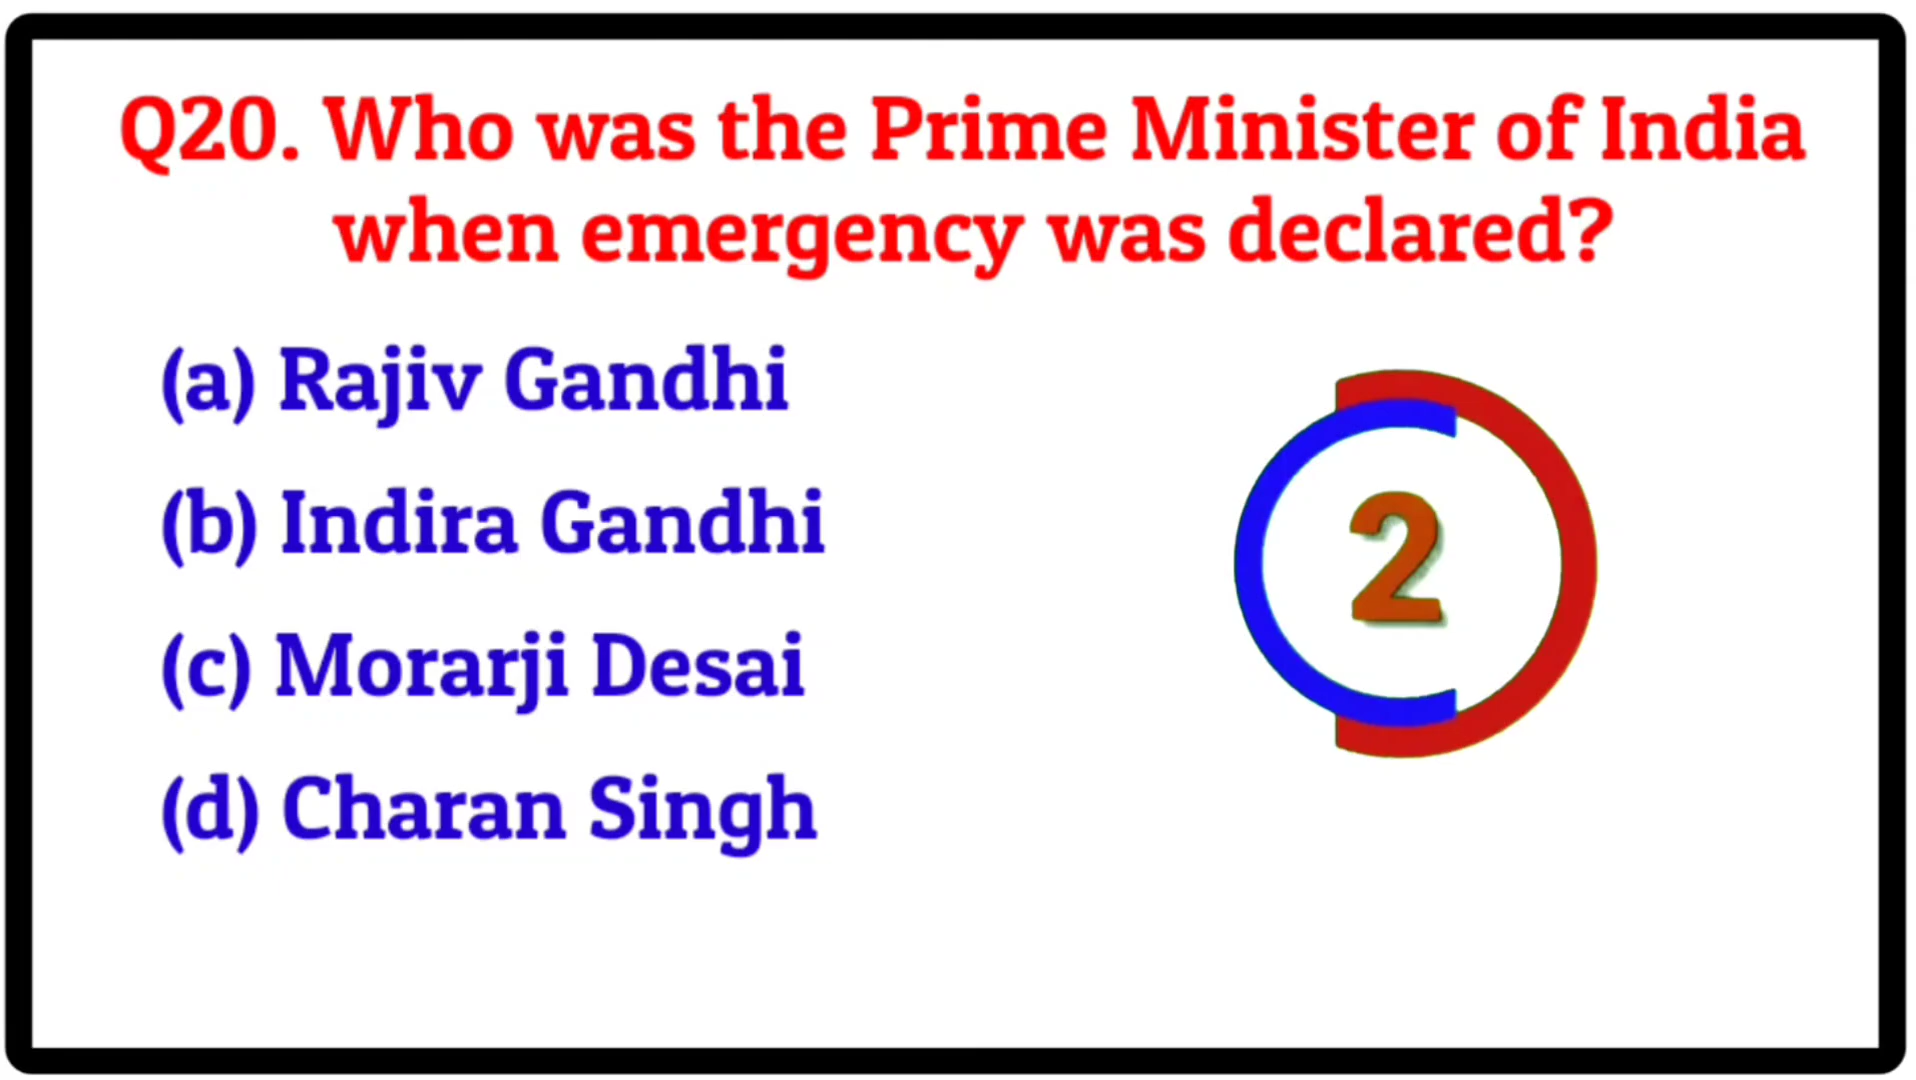 Q20. Who was the Prime Minister of India
when emergency was declared?
(a) Rajiv Gandhi
(b) Indira Gandhi
2
(c) Morarji Desai
(d) Charan Singh